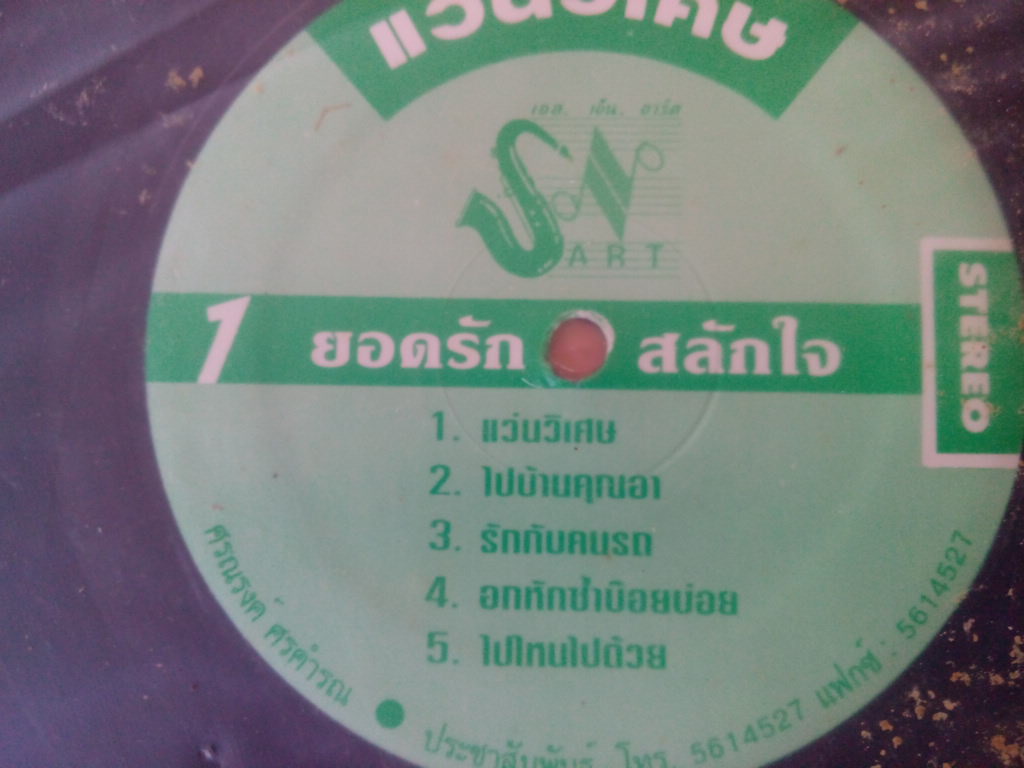 แว่นวิเศษ
เอส. เอ็น. อาร์ต
SN
ART
STEREO
1 ยอดรัก สลักใจ
1. แว่นวิเศษ
2. ไปบ้านคุณอา
3. รักกับคนรถ
4. อกหักซ้ำบ๊อยบ่อย
5. ไปไหนไปด้วย
ศรณรงค์ ศรคำรณ ● ประชาสัมพันธ์ โทร. 5614527 แฟกซ์ : 5614527